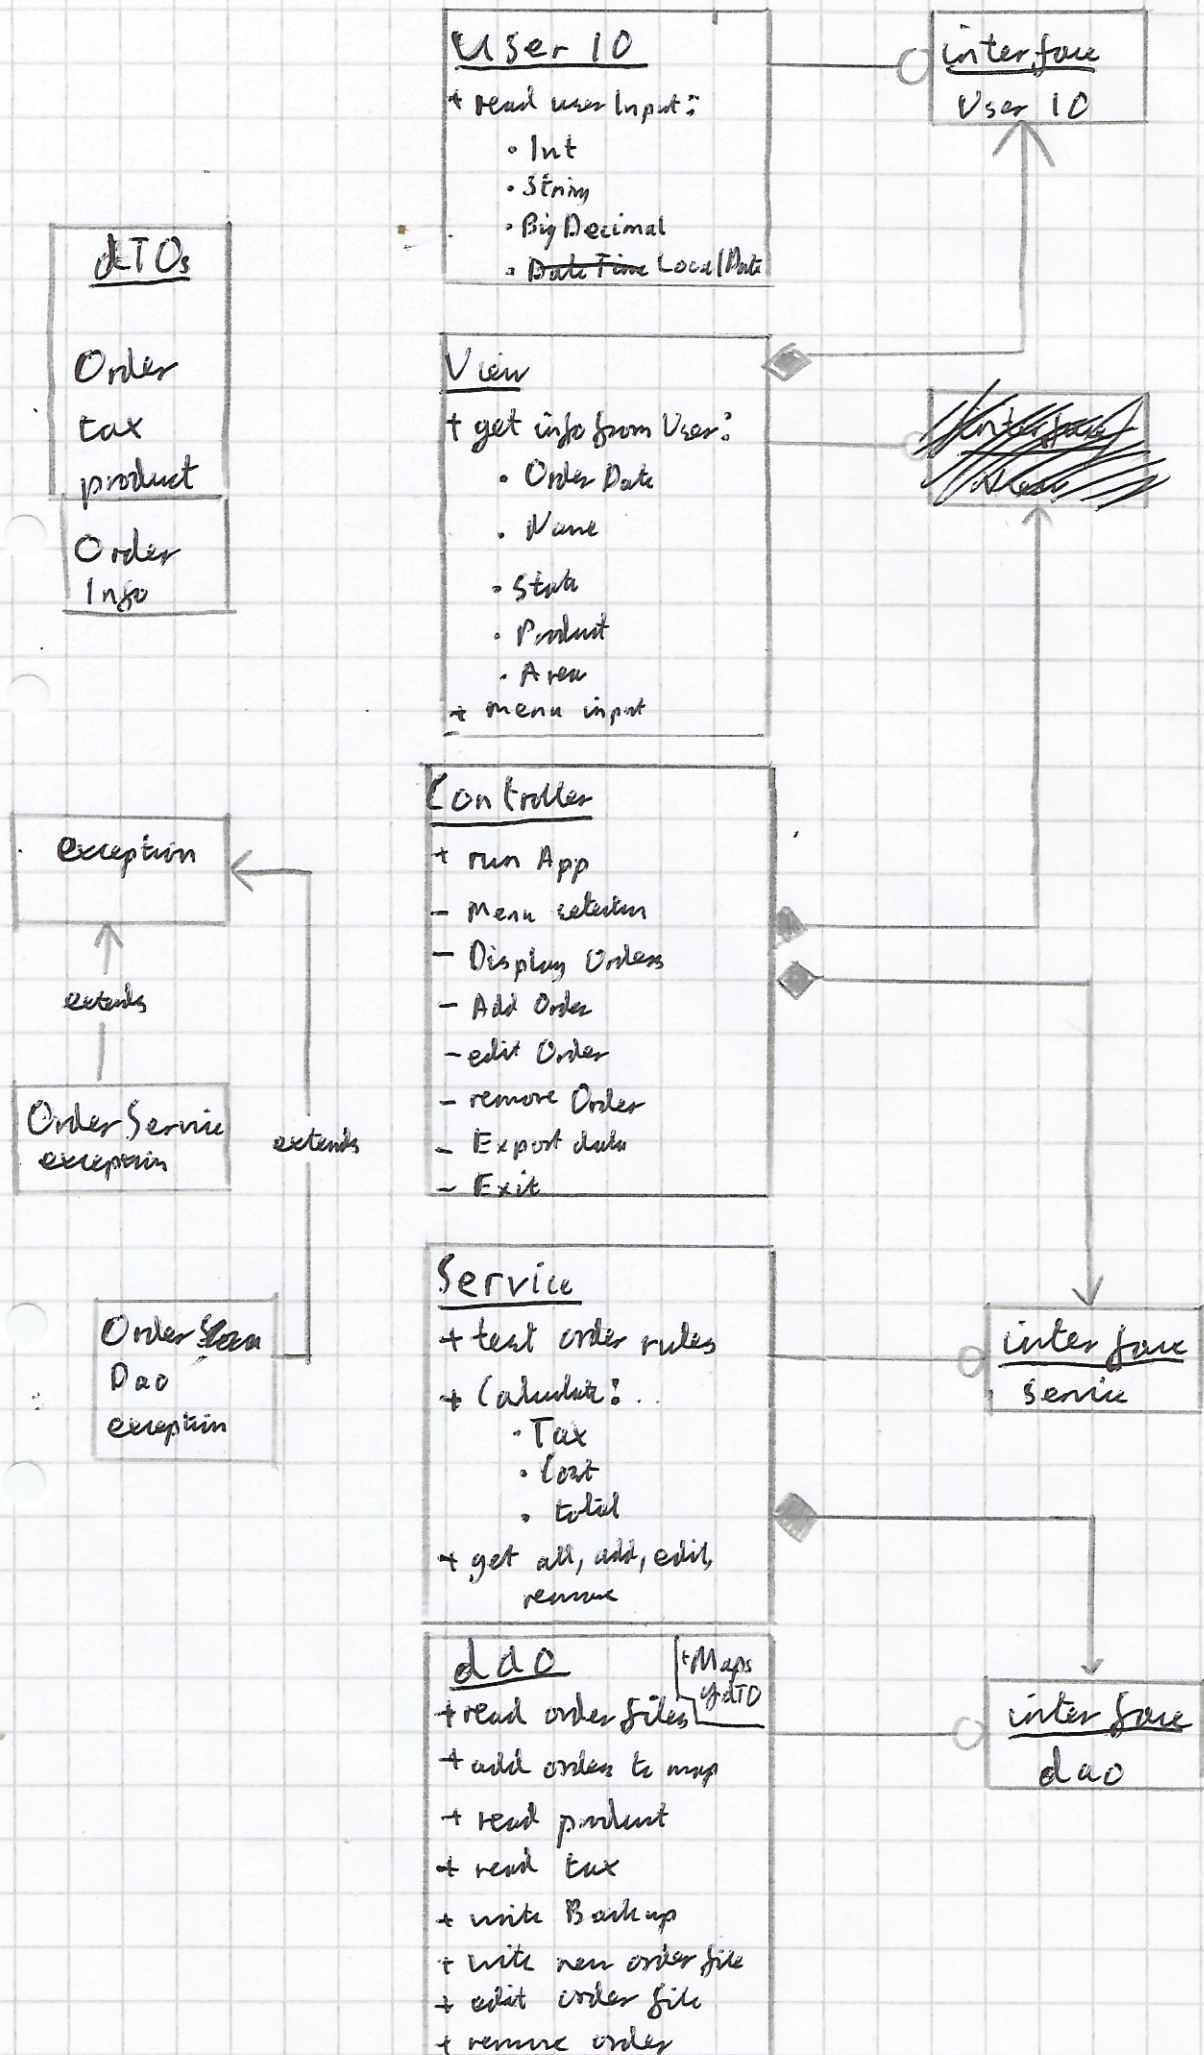 User IO
+ read user Input:
• Int
• String
• Big Decimal
• Date Time Local Date
interface
User IO
dTOs
Order
tax
product
Order
Info
View
+ get info from User:
• Order Date
• Name
• State
• Product
• Area
+ menu input
interface
exception
extends
Order Service
exception
extends
Order
Dao
exception
Controller
+ run App
- Menu selection
- Display Orders
- Add Order
- edit Order
- remove Order
- Export data
- Exit
Service
+ test order rules
+ Calculate:
• Tax
• Cost
• total
+ get all, add, edit,
remove
interface
service
dao
+ Maps
of dTO
+ read order files
+ add orders to map
+ read product
+ read tax
+ write Backup
+ write new order file
+ edit order file
+ remove order
interface
dao